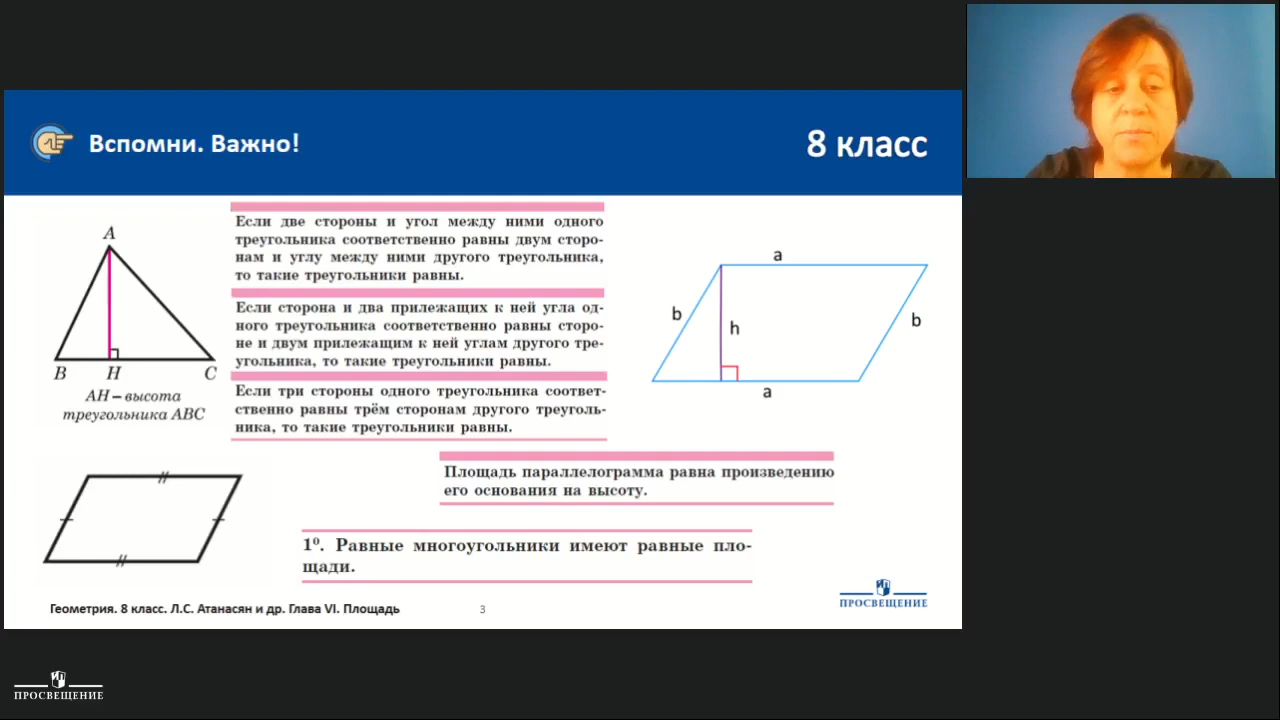 Вспомни. Важно!
8 класс
A
B H C
AH – высота
треугольника ABC
Если две стороны и угол между ними одного
треугольника соответственно равны двум сторо-
нам и углу между ними другого треугольника,
то такие треугольники равны.
Если сторона и два прилежащих к ней угла од-
ного треугольника соответственно равны сторо-
не и двум прилежащим к ней углам другого тре-
угольника, то такие треугольники равны.
Если три стороны одного треугольника соответ-
ственно равны трём сторонам другого треуголь-
ника, то такие треугольники равны.
a
b
h
b
a
Площадь параллелограмма равна произведению
его основания на высоту.
1⁰. Равные многоугольники имеют равные пло-
щади.
ПРОСВЕЩЕНИЕ
Геометрия. 8 класс. Л.С. Атанасян и др. Глава VI. Площадь
3
ПРОСВЕЩЕНИЕ